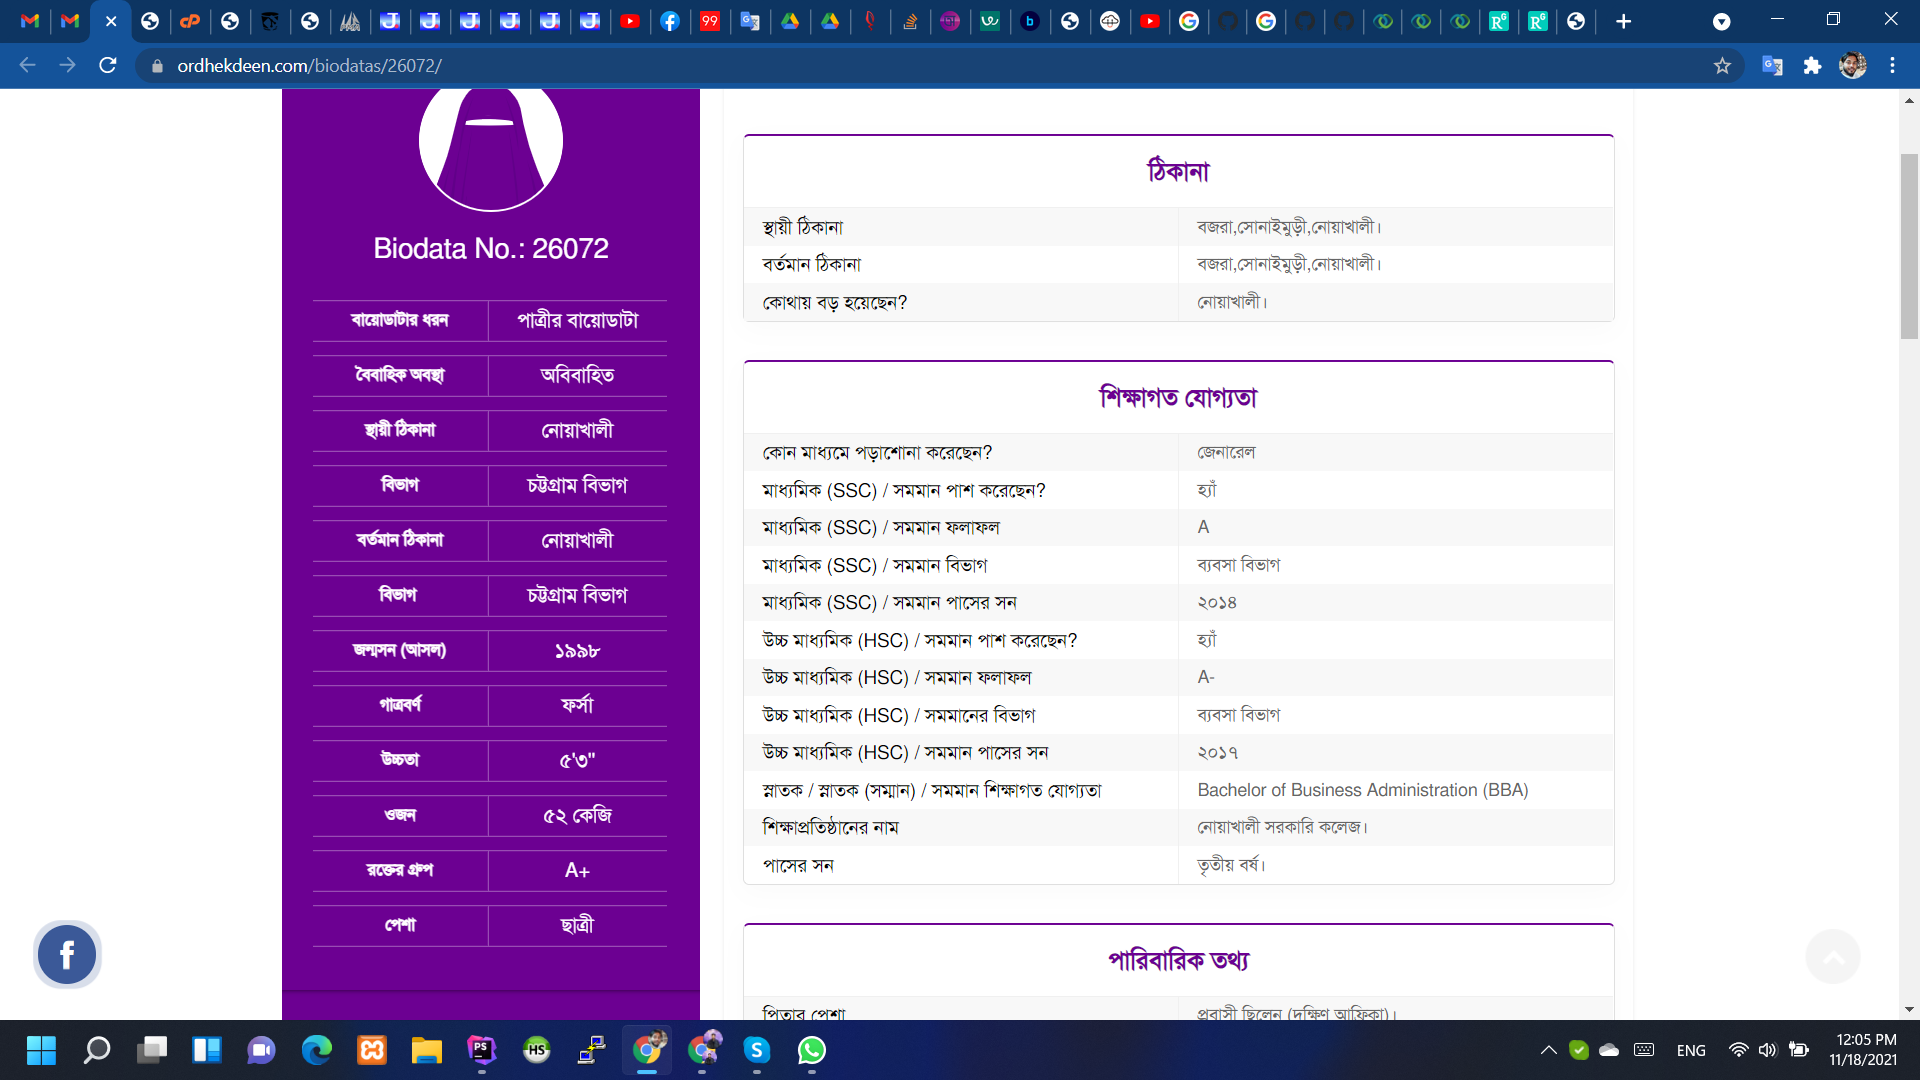 ordhekdeen.com/biodatas/26072/
Biodata No.: 26072
বায়োডাটার ধরন পাত্রীর বায়োডাটা
বৈবাহিক অবস্থা অবিবাহিত
স্থায়ী ঠিকানা নোয়াখালী
বিভাগ চট্টগ্রাম বিভাগ
বর্তমান ঠিকানা নোয়াখালী
বিভাগ চট্টগ্রাম বিভাগ
জন্মসন (আসল) ১৯৯৮
গাত্রবর্ণ ফর্সা
উচ্চতা ৫'৩"
ওজন ৫২ কেজি
রক্তের গ্রুপ A+
পেশা ছাত্রী
ঠিকানা
স্থায়ী ঠিকানা বজরা,সোনাইমুড়ী,নোয়াখালী।
বর্তমান ঠিকানা বজরা,সোনাইমুড়ী,নোয়াখালী।
কোথায় বড় হয়েছেন? নোয়াখালী।
শিক্ষাগত যোগ্যতা
কোন মাধ্যমে পড়াশোনা করেছেন? জেনারেল
মাধ্যমিক (SSC) / সমমান পাশ করেছেন? হ্যাঁ
মাধ্যমিক (SSC) / সমমান ফলাফল A
মাধ্যমিক (SSC) / সমমান বিভাগ ব্যবসা বিভাগ
মাধ্যমিক (SSC) / সমমান পাসের সন ২০১৪
উচ্চ মাধ্যমিক (HSC) / সমমান পাশ করেছেন? হ্যাঁ
উচ্চ মাধ্যমিক (HSC) / সমমান ফলাফল A-
উচ্চ মাধ্যমিক (HSC) / সমমানের বিভাগ ব্যবসা বিভাগ
উচ্চ মাধ্যমিক (HSC) / সমমান পাসের সন ২০১৭
স্নাতক / স্নাতক (সম্মান) / সমমান শিক্ষাগত যোগ্যতা Bachelor of Business Administration (BBA)
শিক্ষাপ্রতিষ্ঠানের নাম নোয়াখালী সরকারি কলেজ।
পাসের সন তৃতীয় বর্ষ।
পারিবারিক তথ্য
পিতার পেশা প্রবাসী ছিলেন (দক্ষিণ আফ্রিকা)।
ENG
12:05 PM
11/18/2021